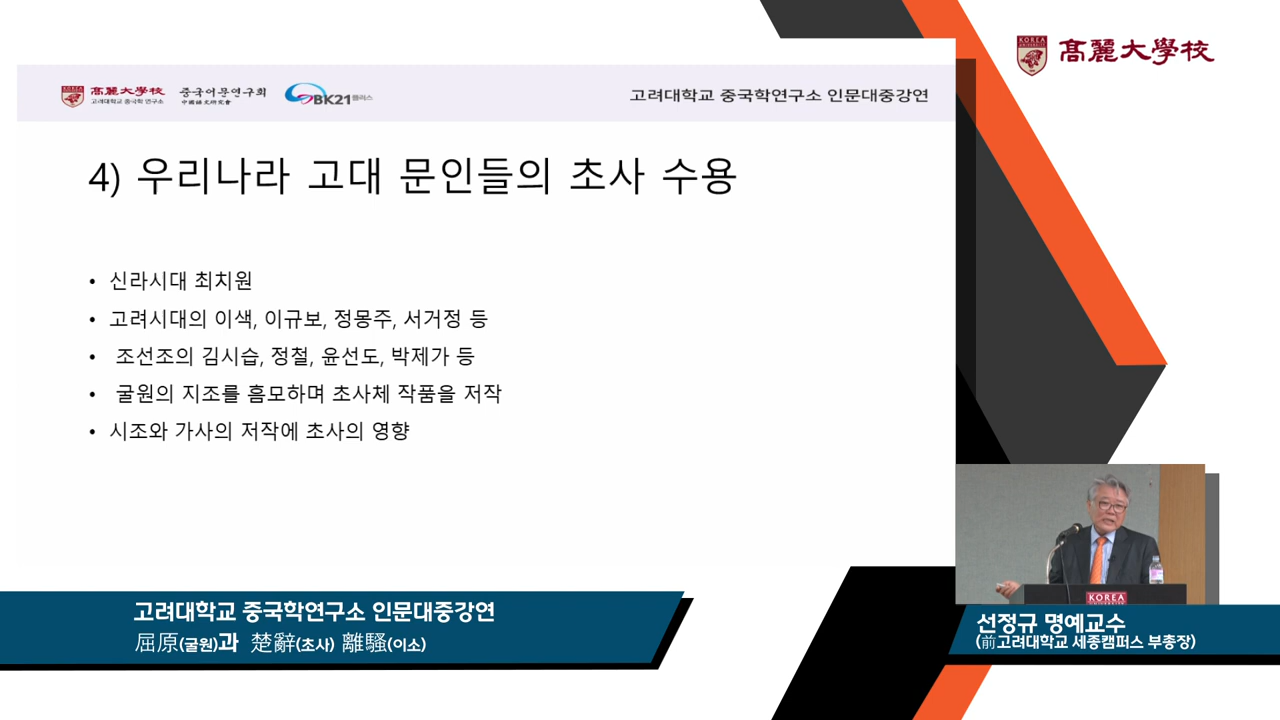 KOREA
UNIVERSITY
高麗大學校
高麗大學校
고려대학교 중국학 연구소
중국어문연구회
中國語文硏究會
BK21 플러스
고려대학교 중국학연구소 인문대중강연
4) 우리나라 고대 문인들의 초사 수용
• 신라시대 최치원
• 고려시대의 이색, 이규보, 정몽주, 서거정 등
• 조선조의 김시습, 정철, 윤선도, 박제가 등
• 굴원의 지조를 흠모하며 초사체 작품을 저작
• 시조와 가사의 저작에 초사의 영향
KOREA
고려대학교 중국학연구소 인문대중강연
屈原(굴원)과 楚辭(초사) 離騷(이소)
선정규 명예교수
(前고려대학교 세종캠퍼스 부총장)